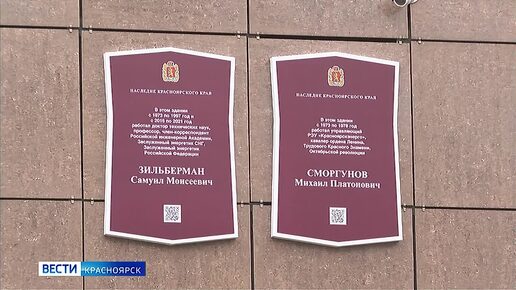 НАСЛЕДИЕ КРАСНОЯРСКОГО КРАЯ
В этом здании
с 1973 по 1997 год и
с 2016 по 2021 год
работал доктор технических наук,
профессор, член-корреспондент
Российской инженерной Академии,
Заслуженный энергетик СНГ,
Заслуженный энергетик
Российской Федерации
ЗИЛЬБЕРМАН
Самуил Моисеевич
НАСЛЕДИЕ КРАСНОЯРСКОГО КРАЯ
В этом здании
с 1973 по 1979 год
работал управляющий
РЭУ «Красноярскэнерго»,
кавалер ордена Ленина,
Трудового Красного Знамени,
Октябрьской революции
СМОРГУНОВ
Михаил Платонович
ВЕСТИ КРАСНОЯРСК